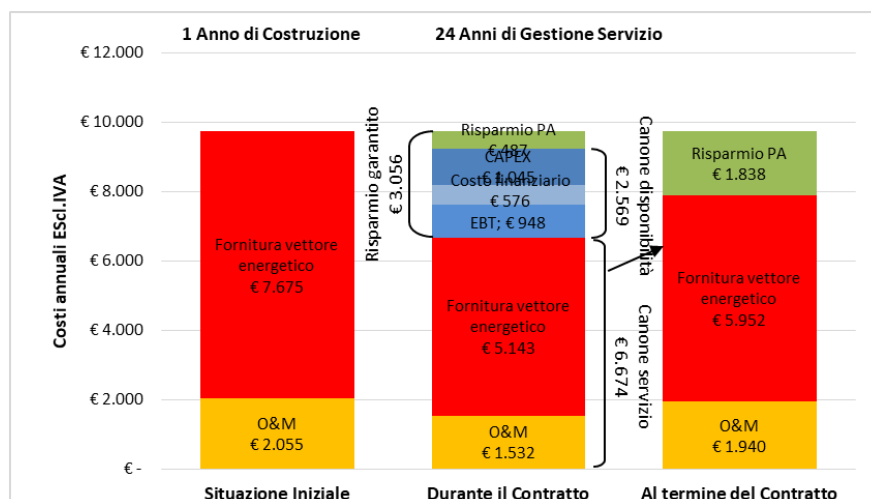 1 Anno di Costruzione
24 Anni di Gestione Servizio
Costi annuali EScl.IVA
€ 12.000
€ 10.000
€ 8.000
€ 6.000
€ 4.000
€ 2.000
€ -
Fornitura vettore
energetico
€ 7.675
O&M
€ 2.055
Situazione Iniziale
Risparmio garantito
€ 3.056
Risparmio PA
€ 487
CAPEX
€ 1.045
Costo finanziario
€ 576
EBT; € 948
Fornitura vettore
energetico
€ 5.143
O&M
€ 1.532
Durante il Contratto
Canone disponibilità
€ 2.569
Canone servizio
€ 6.674
Risparmio PA
€ 1.838
Fornitura vettore
energetico
€ 5.952
O&M
€ 1.940
Al termine del Contratto